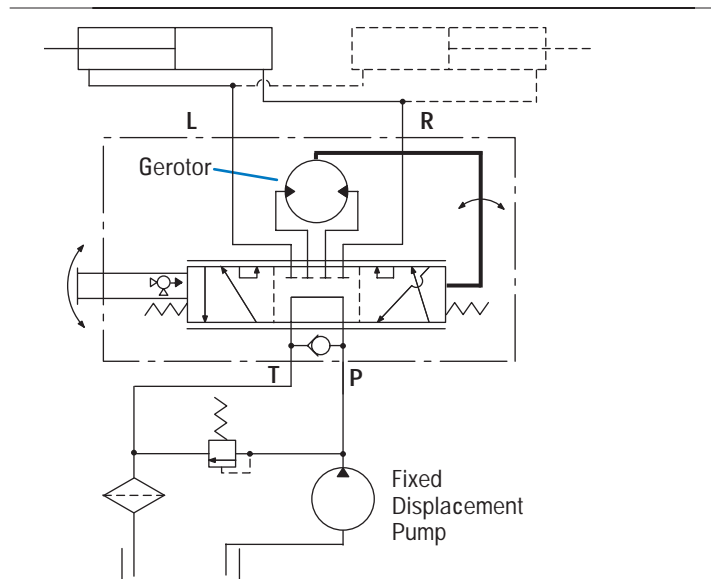 L
R
Gerotor
T
P
Fixed
Displacement
Pump